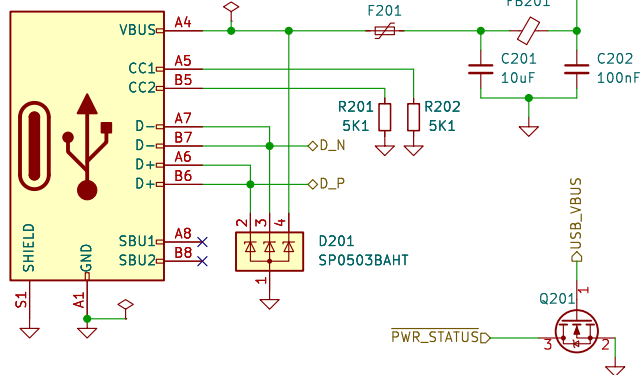 F201
FB201
VBUS A4
CC1 A5
CC2 B5
C201
10uF
C202
100nF
R201
5K1
R202
5K1
D- A7
D- B7
D+ A6
D+ B6
D_N
D_P
SHIELD
GND
SBU1 A8
SBU2 B8
S1
A1
2 3 4
D201
SP0503BAHT
1
USB_VBUS
Q201
1
PWR_STATUS
3
2